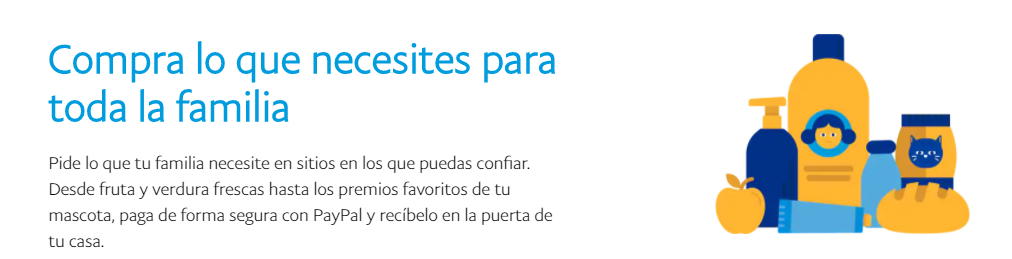 Compra lo que necesites para
toda la familia
Pide lo que tu familia necesite en sitios en los que puedas confiar.
Desde fruta y verdura frescas hasta los premios favoritos de tu
mascota, paga de forma segura con PayPal y recíbelo en la puerta de
tu casa.